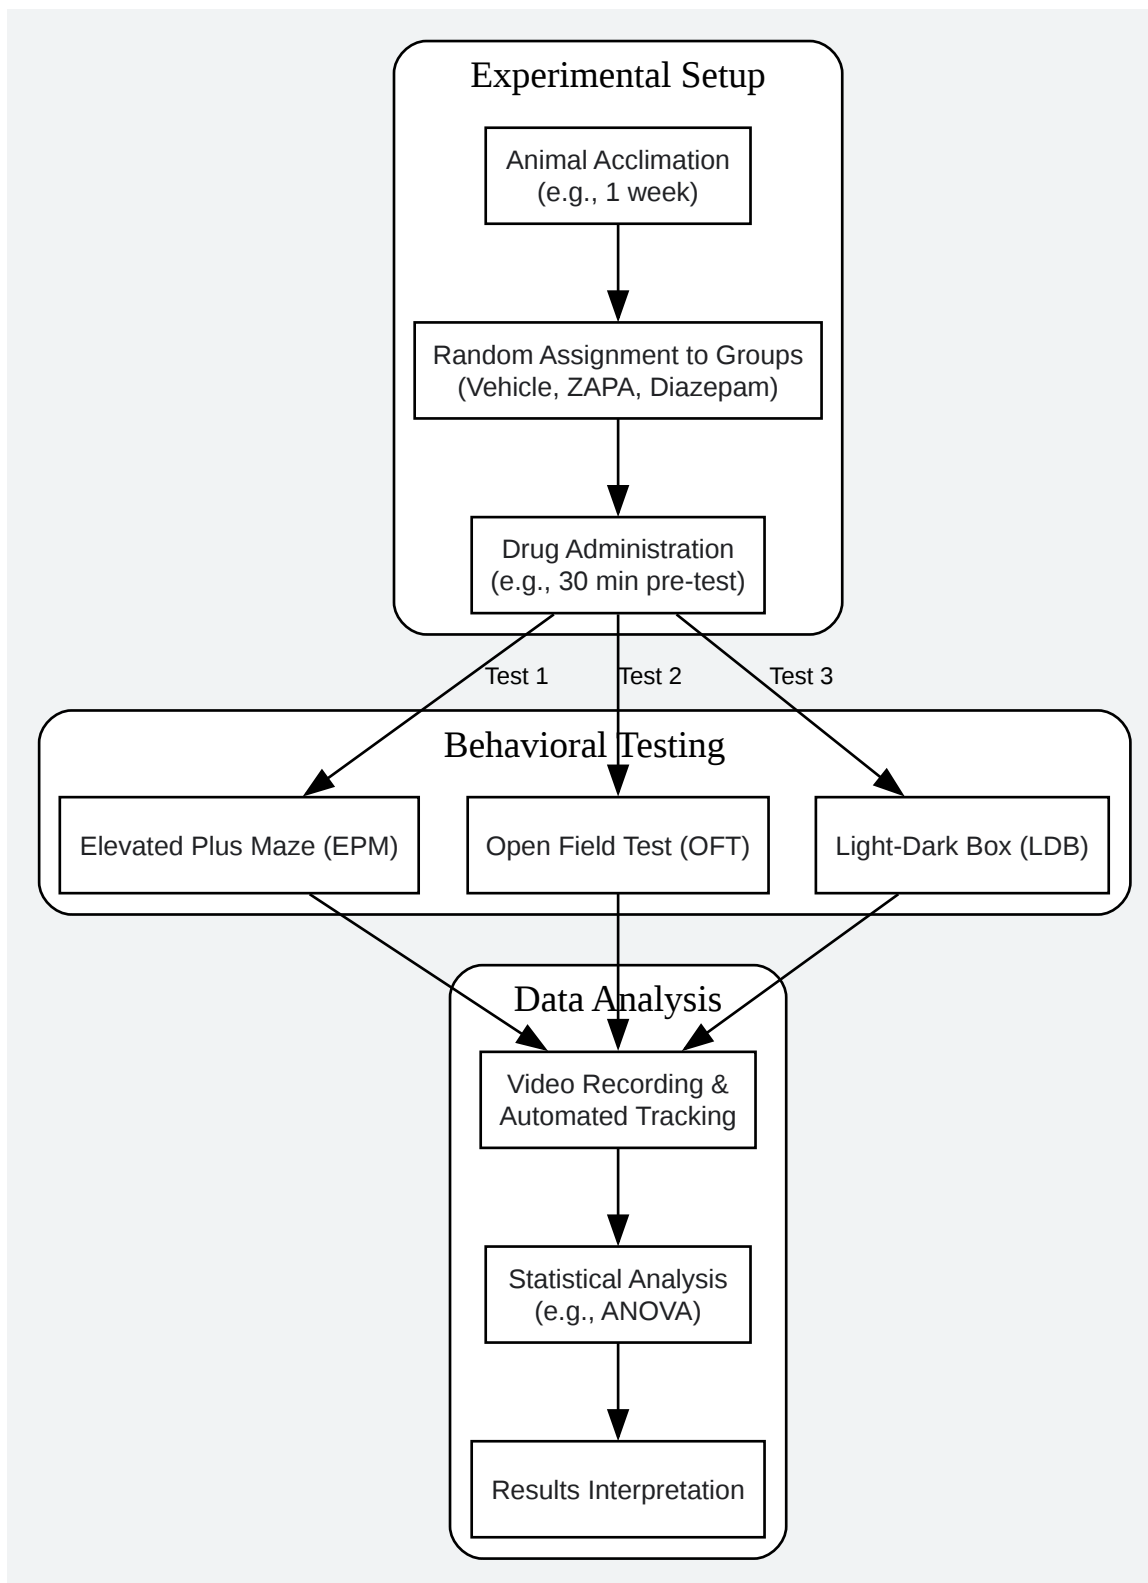 Experimental Setup
Animal Acclimation
(e.g., 1 week)
Random Assignment to Groups
(Vehicle, ZAPA, Diazepam)
Drug Administration
(e.g., 30 min pre-test)
Test 1
Test 2
Test 3
Behavioral Testing
Elevated Plus Maze (EPM)
Open Field Test (OFT)
Light-Dark Box (LDB)
Data Analysis
Video Recording &
Automated Tracking
Statistical Analysis
(e.g., ANOVA)
Results Interpretation